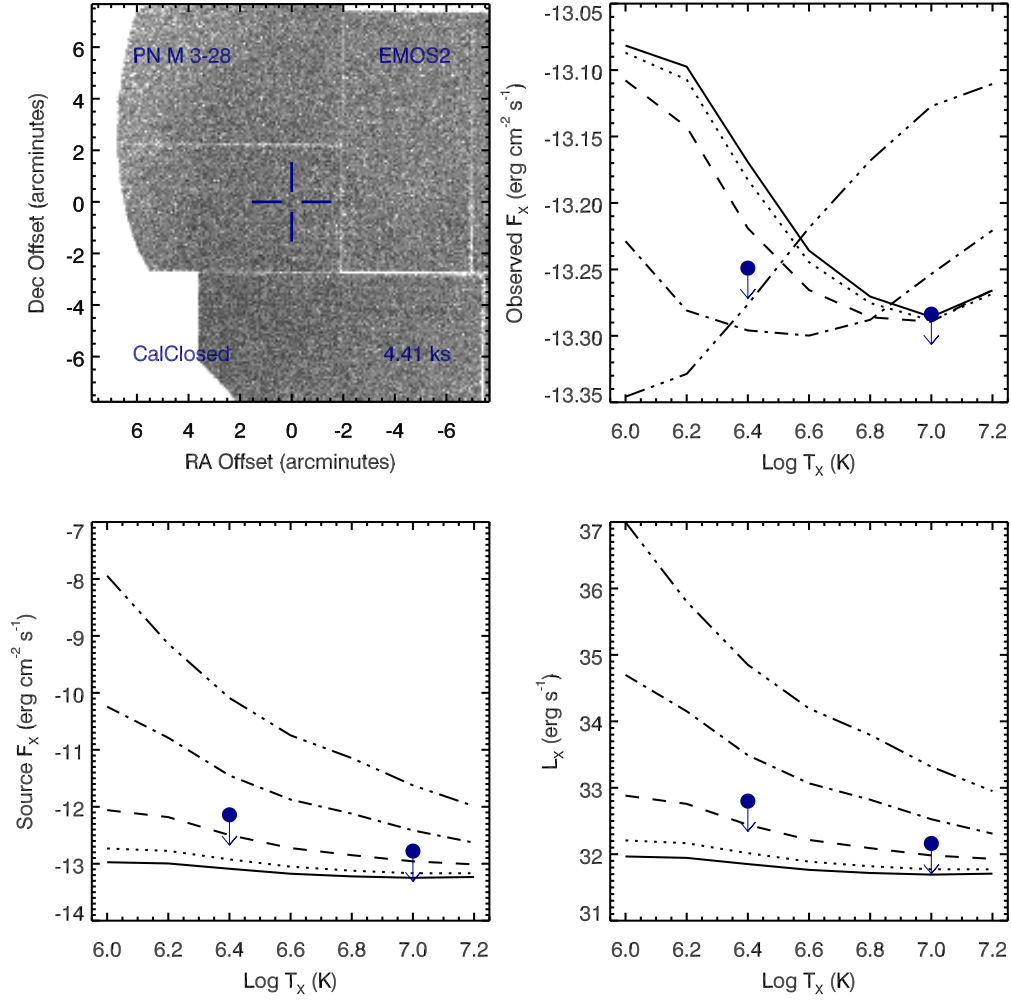 PN M 3-28 EMOS2
CalClosed 4.41 ks
6
4
2
0
-2
-4
-6
6 4 2 0 -2 -4 -6
RA Offset (arcminutes)
Dec Offset (arcminutes)
-13.05
-13.10
-13.15
-13.20
-13.25
-13.30
-13.35
6.0 6.2 6.4 6.6 6.8 7.0 7.2
Log Tx (K)
Observed Fx (erg cm-2 s-1)
-7
-8
-9
-10
-11
-12
-13
-14
6.0 6.2 6.4 6.6 6.8 7.0 7.2
Log Tx (K)
Source Fx (erg cm-2 s-1)
37
36
35
34
33
32
31
6.0 6.2 6.4 6.6 6.8 7.0 7.2
Log Tx (K)
Lx (erg s-1)